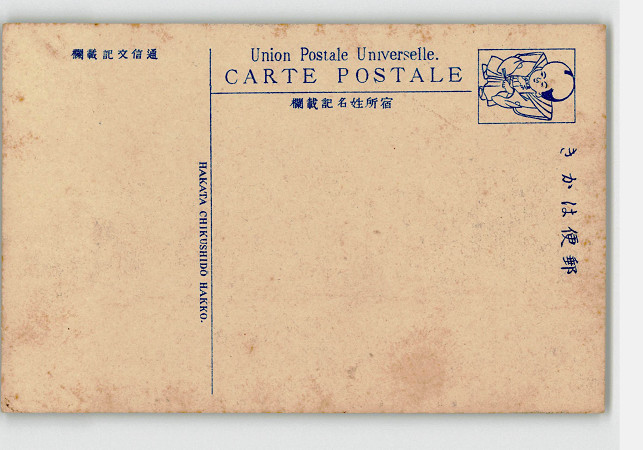 通信文記載欄
Union Postale Universelle.
CARTE POSTALE
宿所姓名記載欄
郵便はかき
HAKATA CHIKUSHIDO HAKKO.